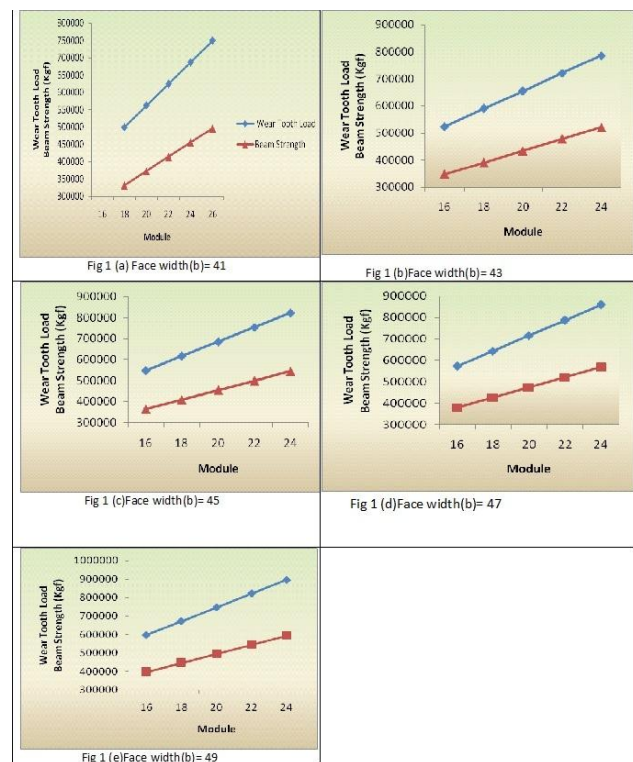 800000
750000
700000
650000
600000
550000
500000
450000
400000
350000
300000
Wear Tooth Load
Beam Strength (Kgf)
16 18 20 22 24 26
Module
Wear Tooth Load
Beam Strength
Fig 1 (a) Face width(b)= 41
900000
800000
700000
600000
500000
400000
300000
Wear Tooth Load
Beam Strength (Kgf)
16 18 20 22 24
Module
Fig 1 (b)Face width(b)= 43
900000
800000
700000
600000
500000
400000
300000
Wear Tooth Load
Beam Strength (Kgf)
16 18 20 22 24
Module
Fig 1 (c)Face width(b)= 45
900000
800000
700000
600000
500000
400000
300000
Wear Tooth Load
Beam Strength (Kgf)
16 18 20 22 24
Module
Fig 1 (d)Face width(b)= 47
1000000
900000
800000
700000
600000
500000
400000
300000
Wear Tooth Load
Beam Strength (Kgf)
16 18 20 22 24
Module
Fig 1 (e)Face width(b)= 49